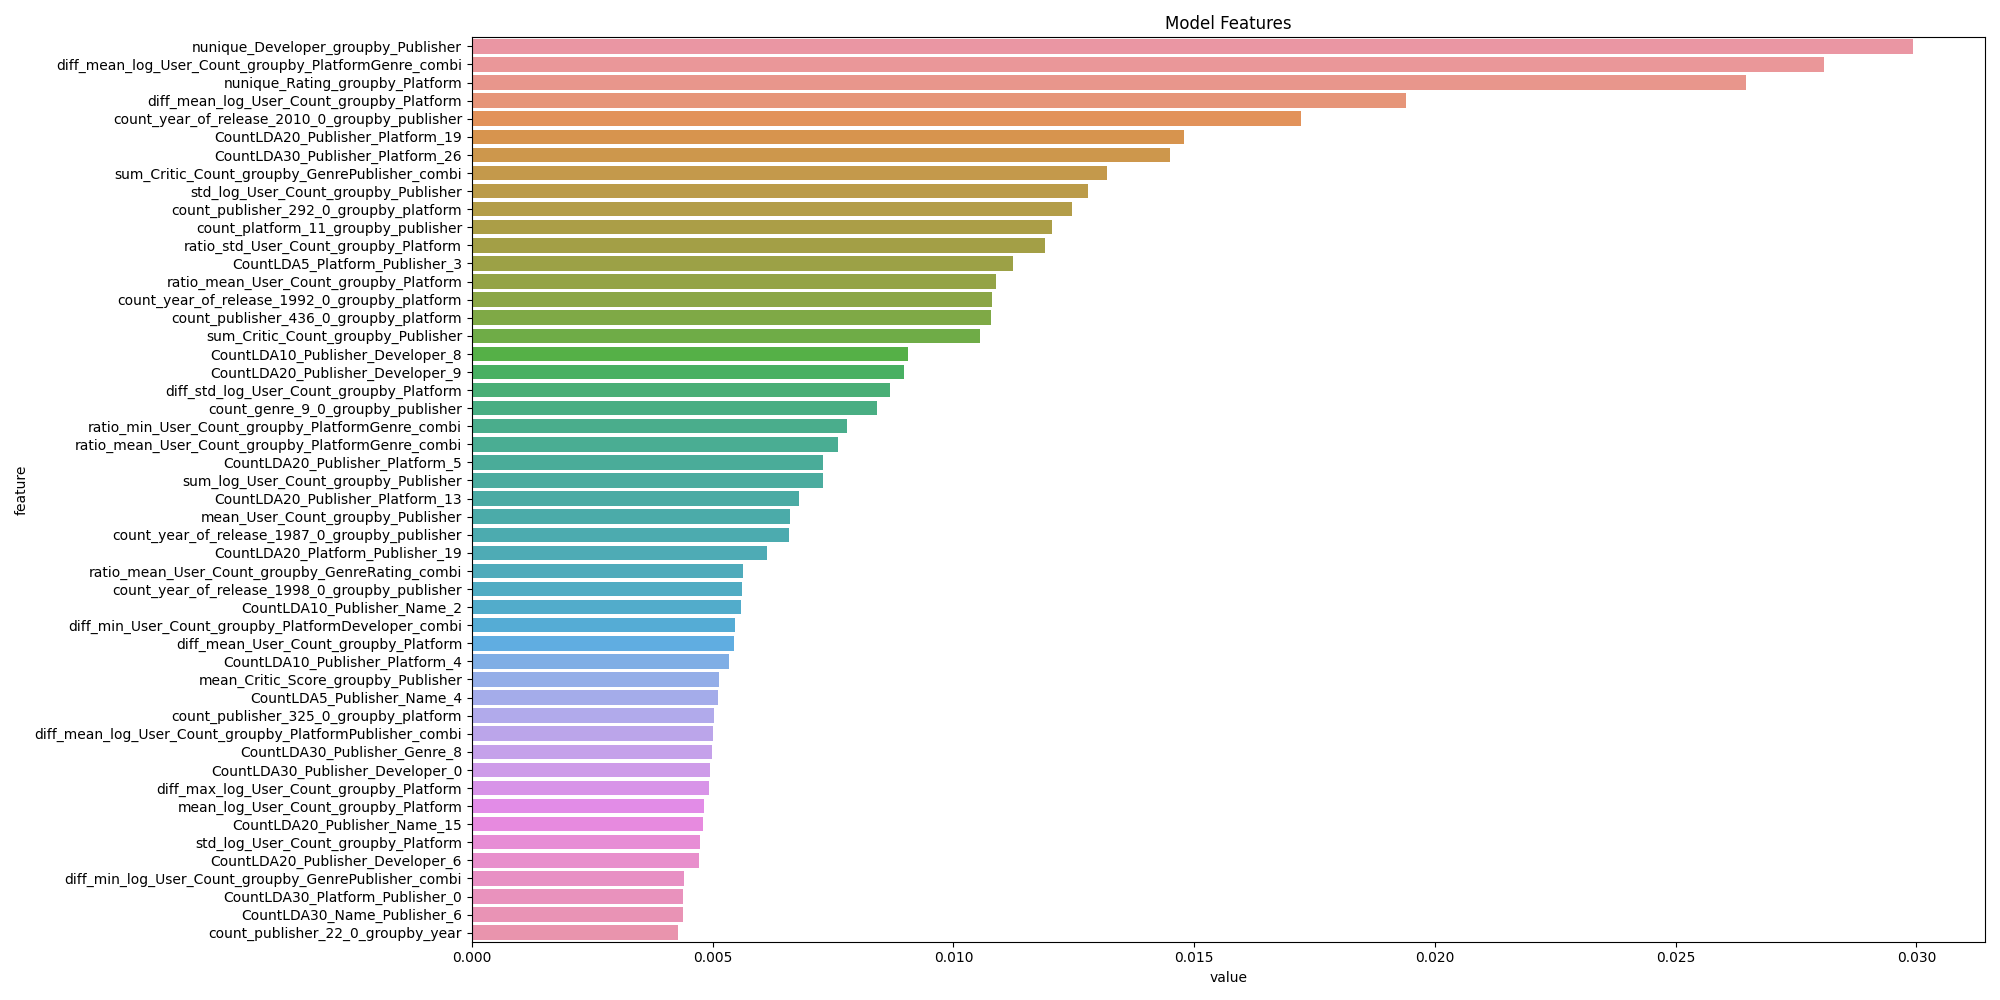 Model Features
nunique_Developer_groupby_Publisher
diff_mean_log_User_Count_groupby_PlatformGenre_combi
nunique_Rating_groupby_Platform
diff_mean_log_User_Count_groupby_Platform
count_year_of_release_2010_0_groupby_publisher
CountLDA20_Publisher_Platform_19
CountLDA30_Publisher_Platform_26
sum_Critic_Count_groupby_GenrePublisher_combi
std_log_User_Count_groupby_Publisher
count_publisher_292_0_groupby_platform
count_platform_11_groupby_publisher
ratio_std_User_Count_groupby_Platform
CountLDA5_Platform_Publisher_3
ratio_mean_User_Count_groupby_Platform
count_year_of_release_1992_0_groupby_platform
count_publisher_436_0_groupby_platform
sum_Critic_Count_groupby_Publisher
CountLDA10_Publisher_Developer_8
CountLDA20_Publisher_Developer_9
diff_std_log_User_Count_groupby_Platform
count_genre_9_0_groupby_publisher
ratio_min_User_Count_groupby_PlatformGenre_combi
ratio_mean_User_Count_groupby_PlatformGenre_combi
CountLDA20_Publisher_Platform_5
sum_log_User_Count_groupby_Publisher
CountLDA20_Publisher_Platform_13
mean_User_Count_groupby_Publisher
count_year_of_release_1987_0_groupby_publisher
CountLDA20_Platform_Publisher_19
ratio_mean_User_Count_groupby_GenreRating_combi
count_year_of_release_1998_0_groupby_publisher
CountLDA10_Publisher_Name_2
diff_min_User_Count_groupby_PlatformDeveloper_combi
diff_mean_User_Count_groupby_Platform
CountLDA10_Publisher_Platform_4
mean_Critic_Score_groupby_Publisher
CountLDA5_Publisher_Name_4
count_publisher_325_0_groupby_platform
diff_mean_log_User_Count_groupby_PlatformPublisher_combi
CountLDA30_Publisher_Genre_8
CountLDA30_Publisher_Developer_0
diff_max_log_User_Count_groupby_Platform
mean_log_User_Count_groupby_Platform
CountLDA20_Publisher_Name_15
std_log_User_Count_groupby_Platform
CountLDA20_Publisher_Developer_6
diff_min_log_User_Count_groupby_GenrePublisher_combi
CountLDA30_Platform_Publisher_0
CountLDA30_Name_Publisher_6
count_publisher_22_0_groupby_year
feature
0.000 0.005 0.010 0.015 0.020 0.025 0.030
value